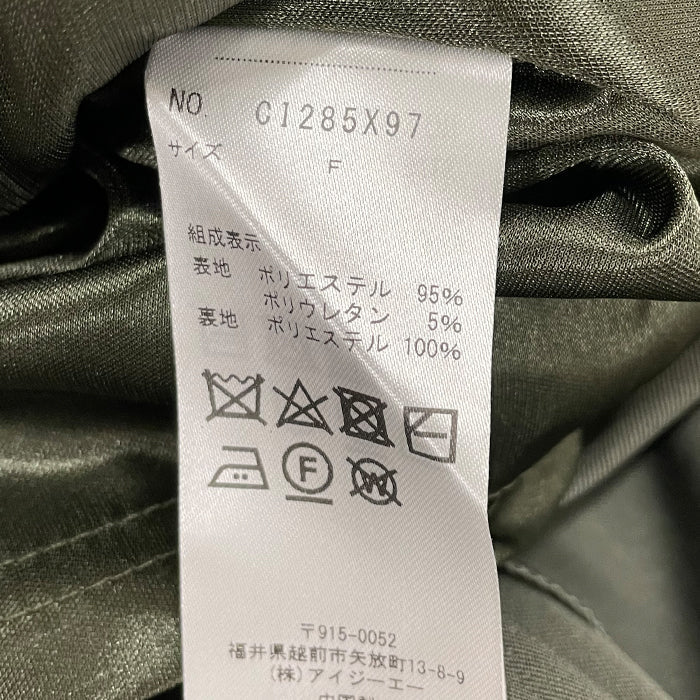 NO. C1285X97
サイズ F
組成表示
表地 ポリエステル 95%
ポリウレタン 5%
裏地 ポリエステル 100%
F
W
〒915-0052
福井県越前市矢放町13-8-9
(株)アイジーエー